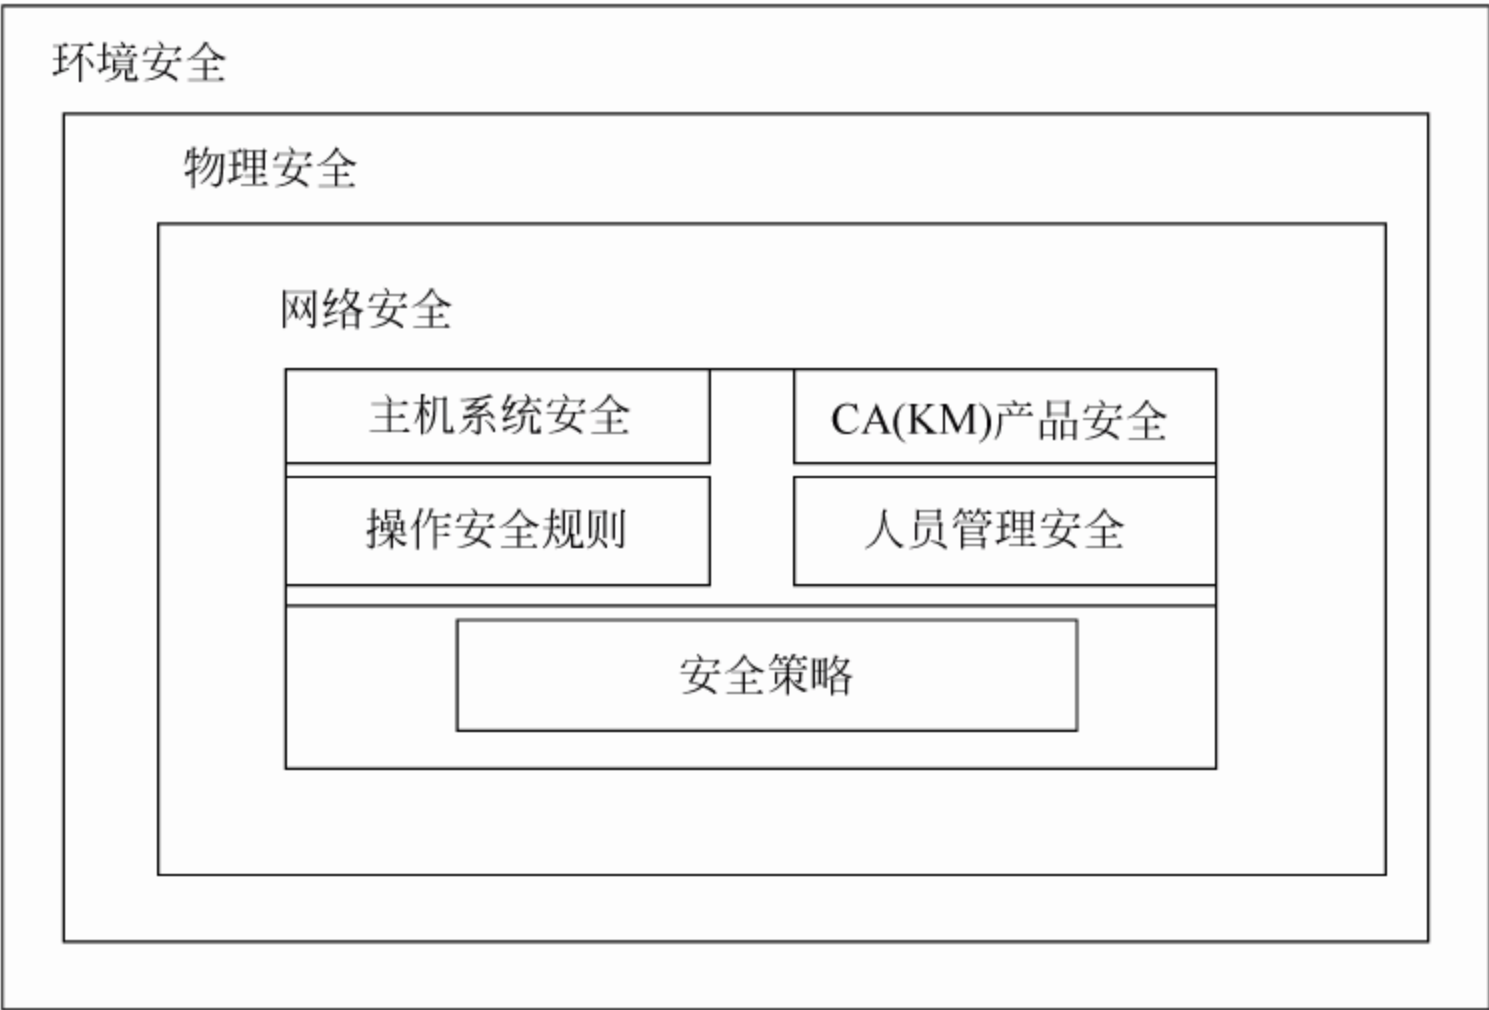 环境安全
物理安全
网络安全
主机系统安全
CA(KM)产品安全
操作安全规则
人员管理安全
安全策略